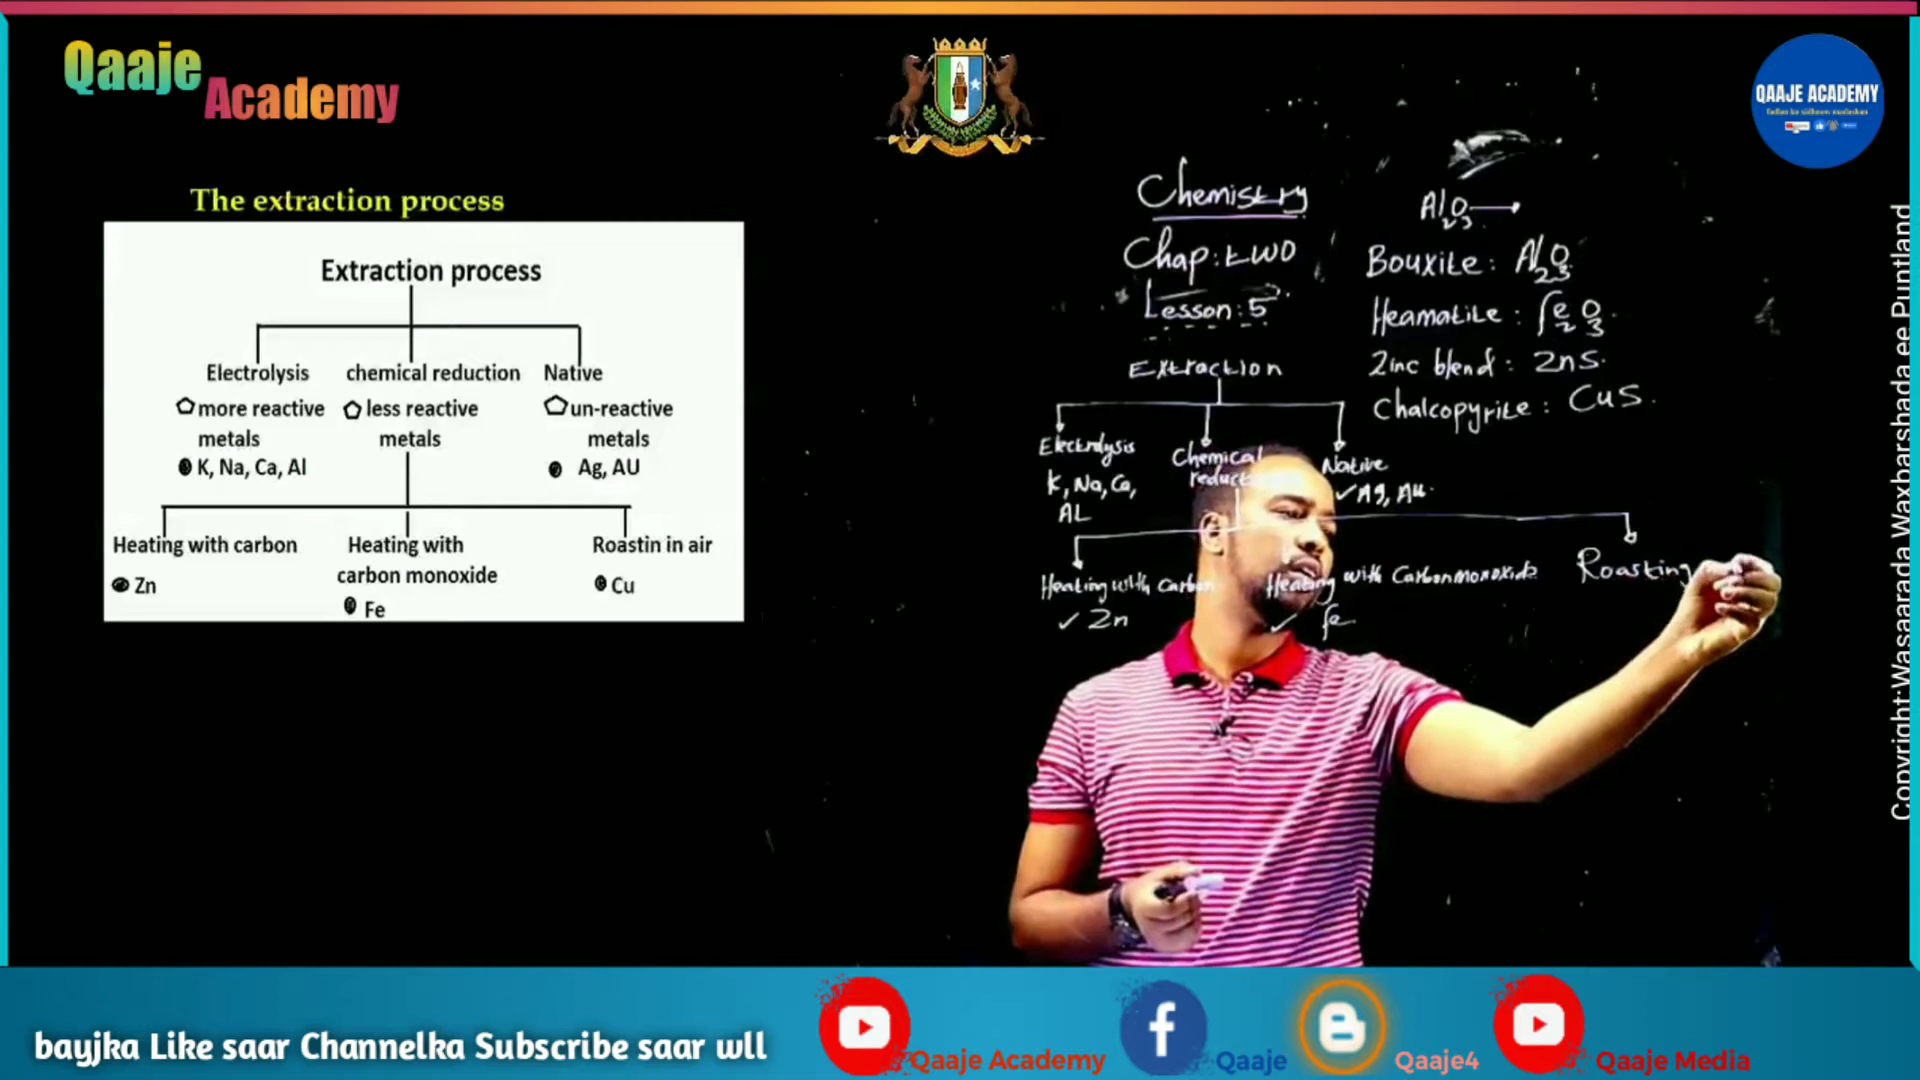 Qaaje
Academy
QAAJE ACADEMY
The extraction process
Extraction process
Electrolysis
more reactive
metals
K, Na, Ca, Al
chemical reduction
less reactive
metals
Native
un-reactive
metals
Ag, AU
Heating with carbon
Zn
Heating with
carbon monoxide
Fe
Roastin in air
Cu
Chemistry
Chap: two
Lesson: 5
Extraction
Electrolysis
K, Na, Ca,
AL
Chemical
Native
✓Ag, Au.
Heating with Carbon
✓ Zn
Heating with Carbonmonoxide
✓ fe
Roasting
Al2O3
Bouxite: Al2O3
Heamatite: fe2O3
Zinc blend: ZnS.
Chalcopyrite: CuS.
Copyright:Wasaarada Waxbarshada ee Puntland
bayjka Like saar Channelka Subscribe saar wll
Qaaje Academy
Qaaje
Qaaje4
Qaaje Media